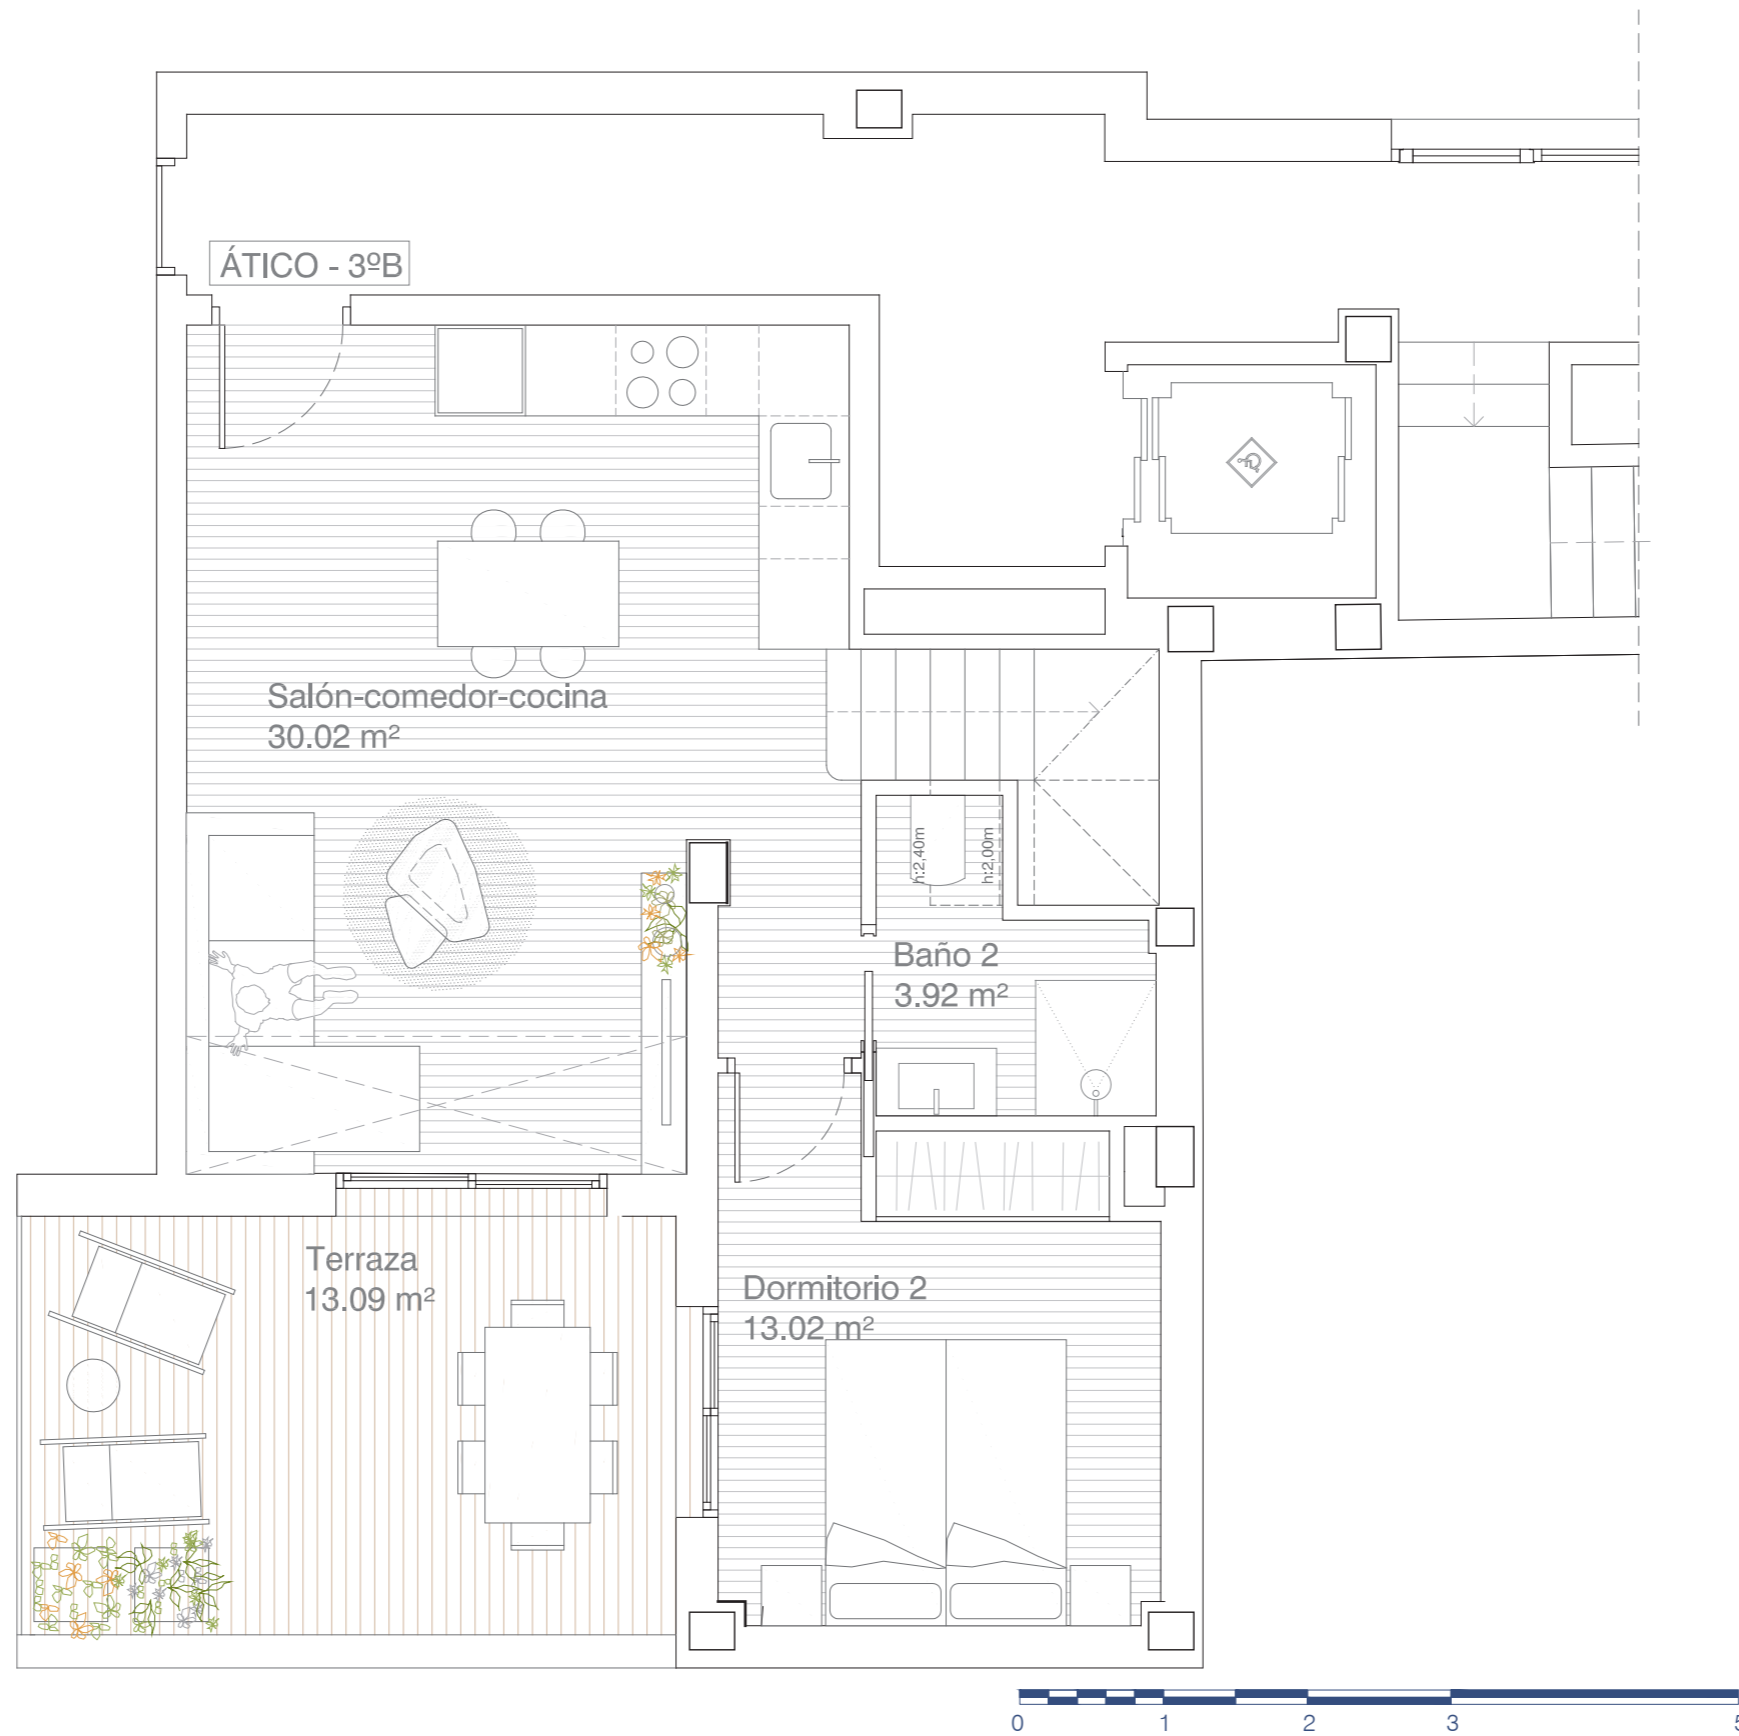 ÁTICO - 3ºB
Salón-comedor-cocina
30.02 m²
h:2,40m
h:2,00m
Baño 2
3.92 m²
Terraza
13.09 m²
Dormitorio 2
13.02 m²
0 1 2 3 5